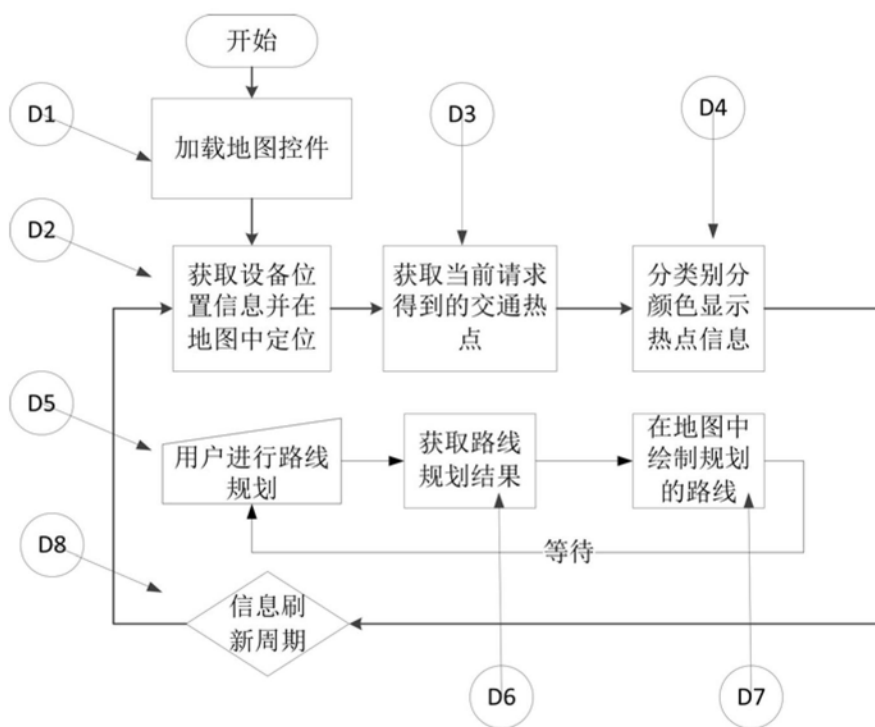 开始
D1
加载地图控件
D3
D4
D2
获取设备位
置信息并在
地图中定位
获取当前请求
得到的交通热
点
分类别分
颜色显示
热点信息
D5
用户进行路线
规划
获取路线
规划结果
在地图中
绘制规划
的路线
等待
D8
信息刷
新周期
D6
D7